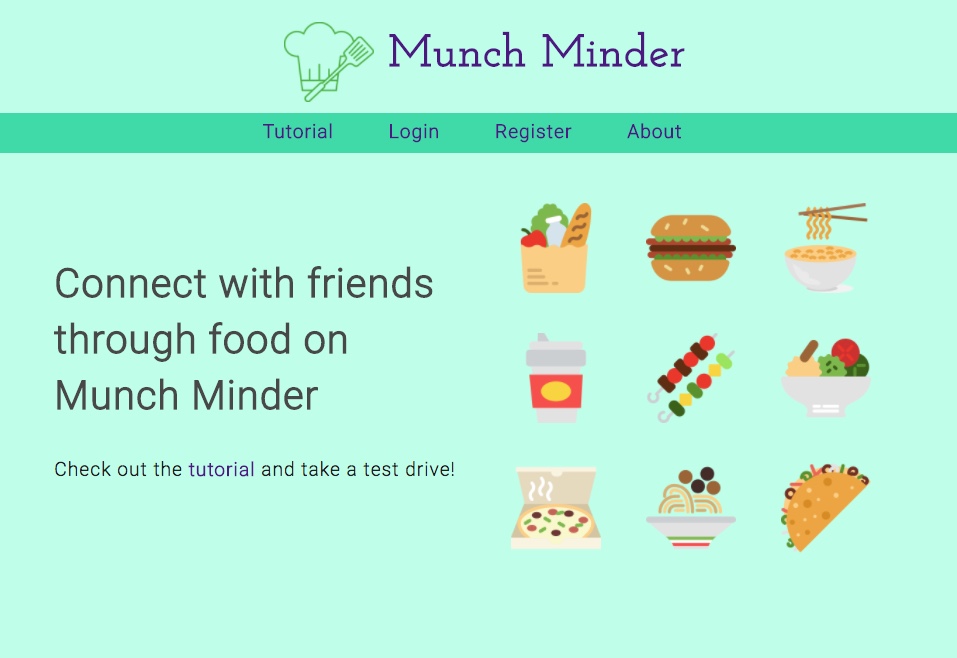 Munch Minder
Tutorial Login Register About
Connect with friends
through food on
Munch Minder
Check out the tutorial and take a test drive!